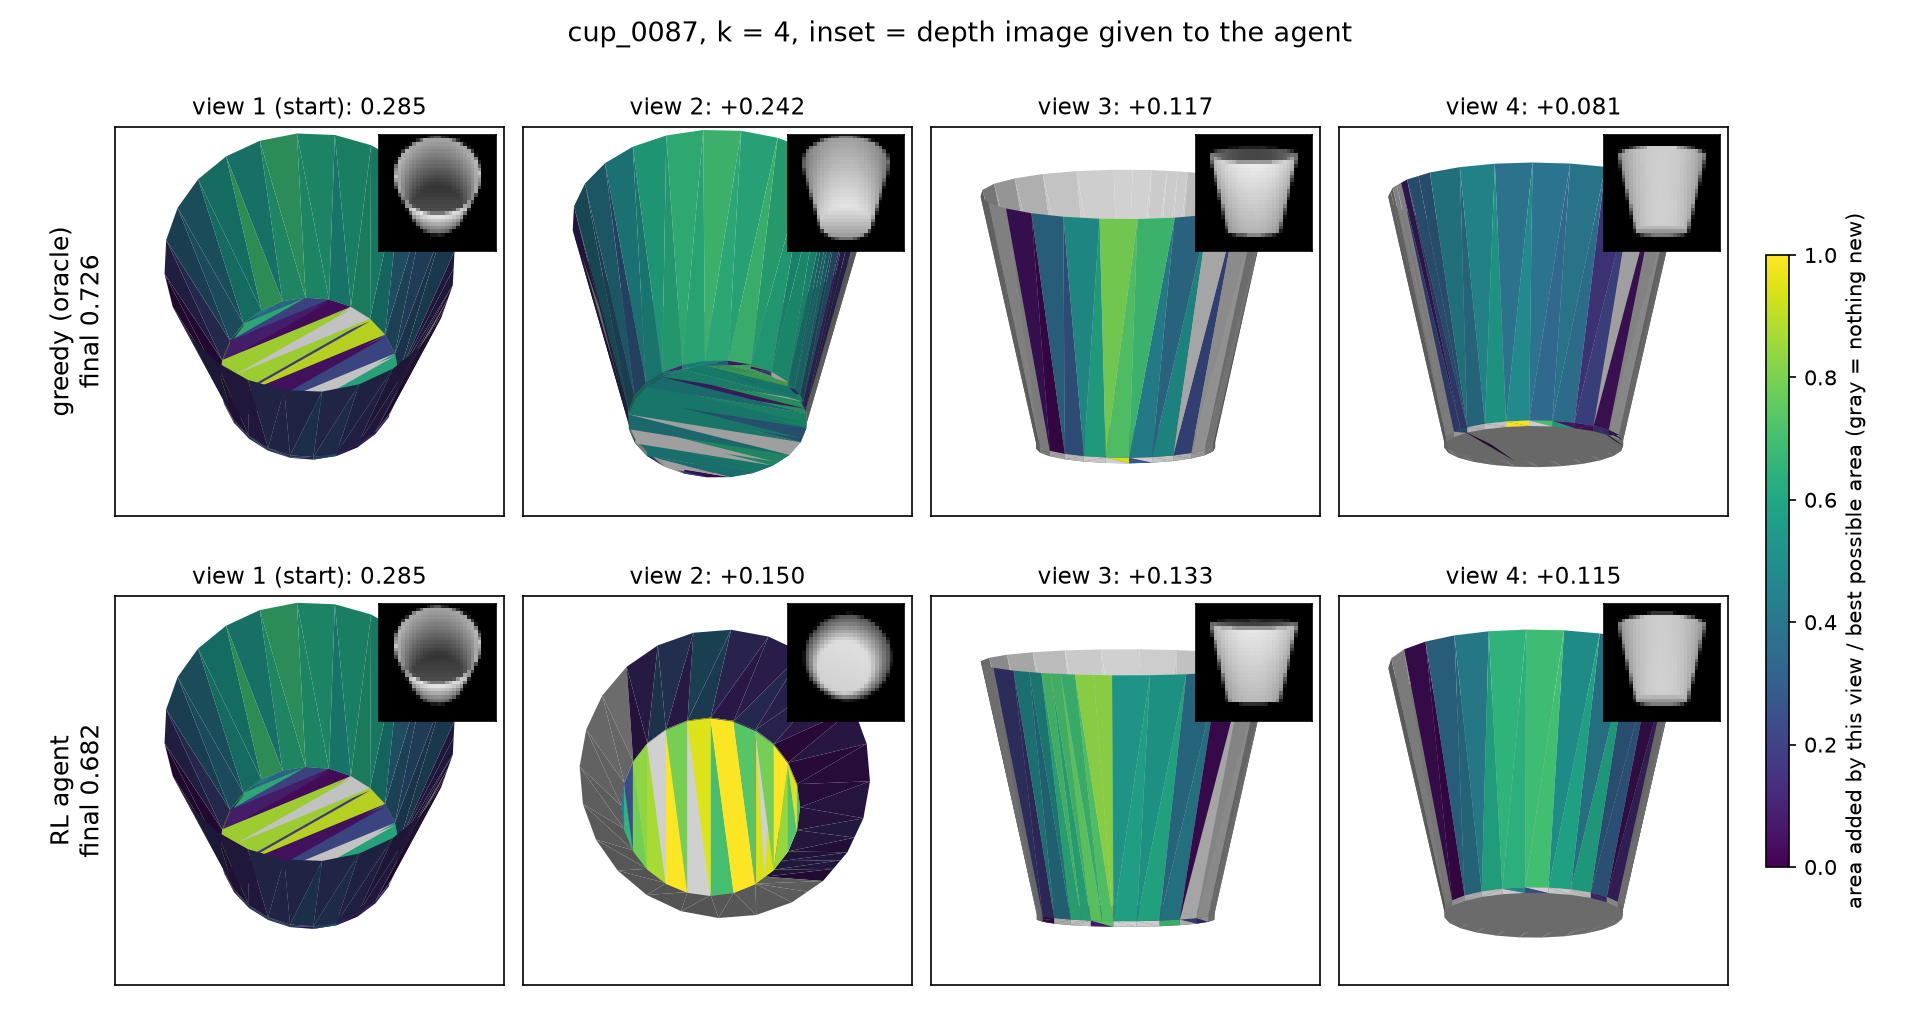 cup_0087, k = 4, inset = depth image given to the agent
view 1 (start): 0.285
view 2: +0.242
view 3: +0.117
view 4: +0.081
greedy (oracle)
final 0.726
view 1 (start): 0.285
view 2: +0.150
view 3: +0.133
view 4: +0.115
RL agent
final 0.682
1.0
0.8
0.6
0.4
0.2
0.0
area added by this view / best possible area (gray = nothing new)